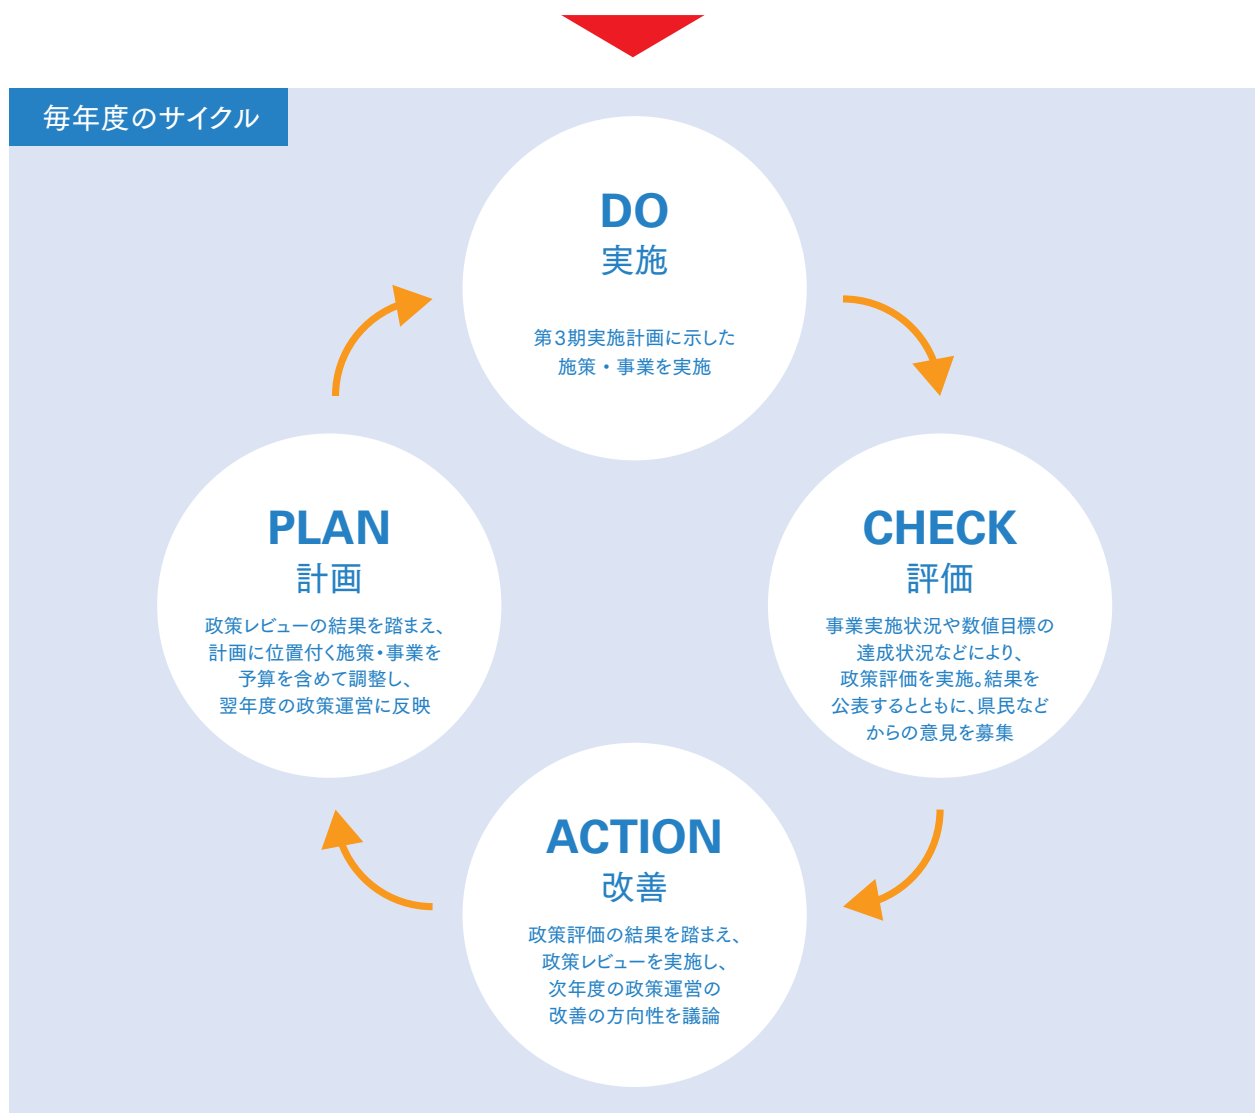 毎年度のサイクル
DO
実施
第3期実施計画に示した
施策・事業を実施
PLAN
計画
政策レビューの結果を踏まえ、
計画に位置付く施策・事業を
予算を含めて調整し、
翌年度の政策運営に反映
CHECK
評価
事業実施状況や数値目標の
達成状況などにより、
政策評価を実施。結果を
公表するとともに、県民など
からの意見を募集
ACTION
改善
政策評価の結果を踏まえ、
政策レビューを実施し、
次年度の政策運営の
改善の方向性を議論